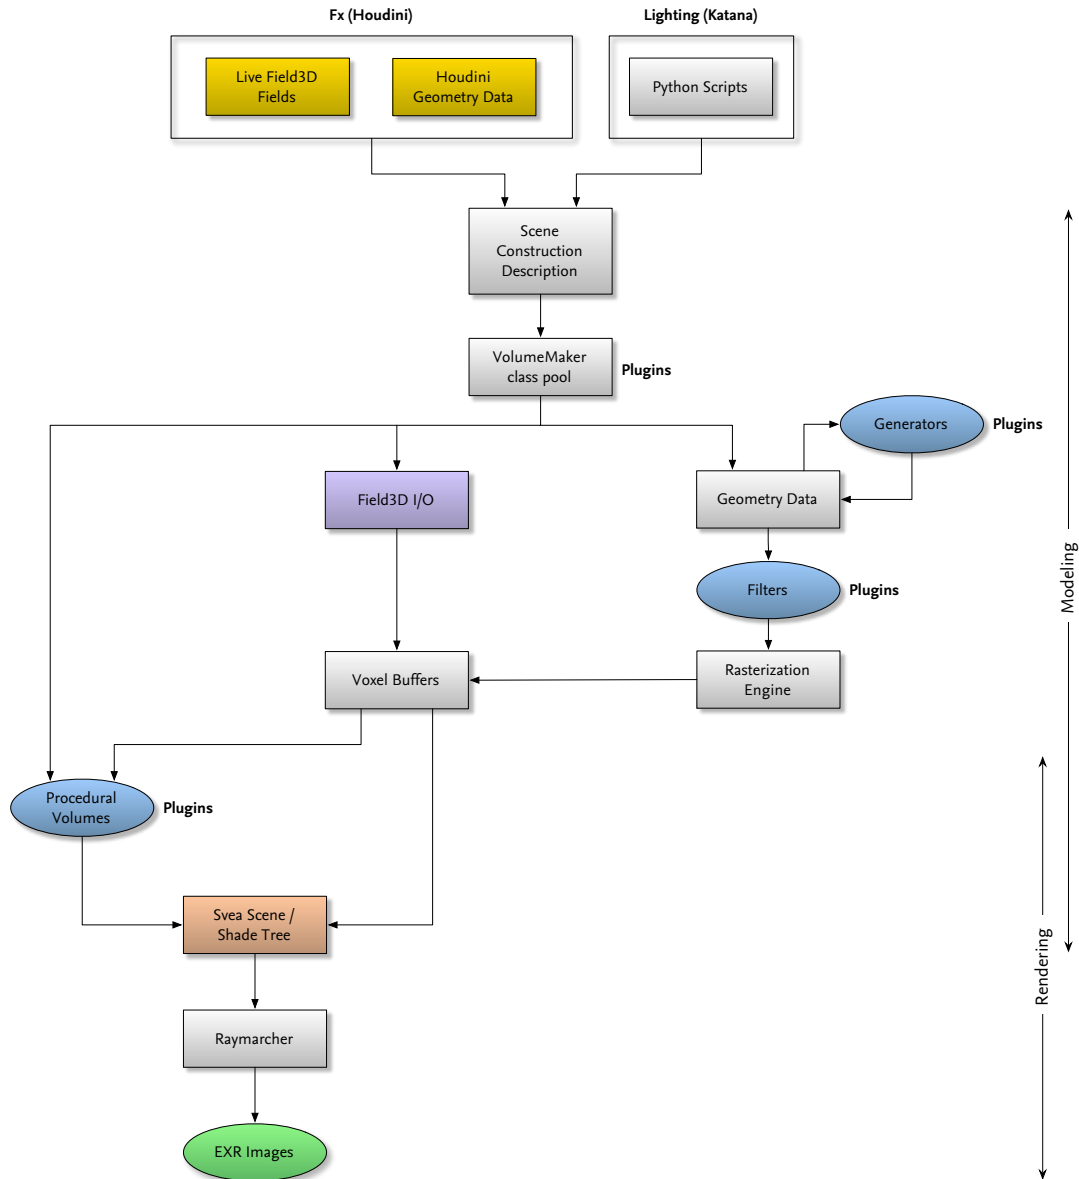 Fx (Houdini)
Lighting (Katana)
Live Field3D
Fields
Houdini
Geometry Data
Python Scripts
Scene
Construction
Description
VolumeMaker
class pool
Plugins
Generators
Plugins
Field3D I/O
Geometry Data
Filters
Plugins
Modeling
Voxel Buffers
Rasterization
Engine
Procedural
Volumes
Plugins
Svea Scene /
Shade Tree
Rendering
Raymarcher
EXR Images